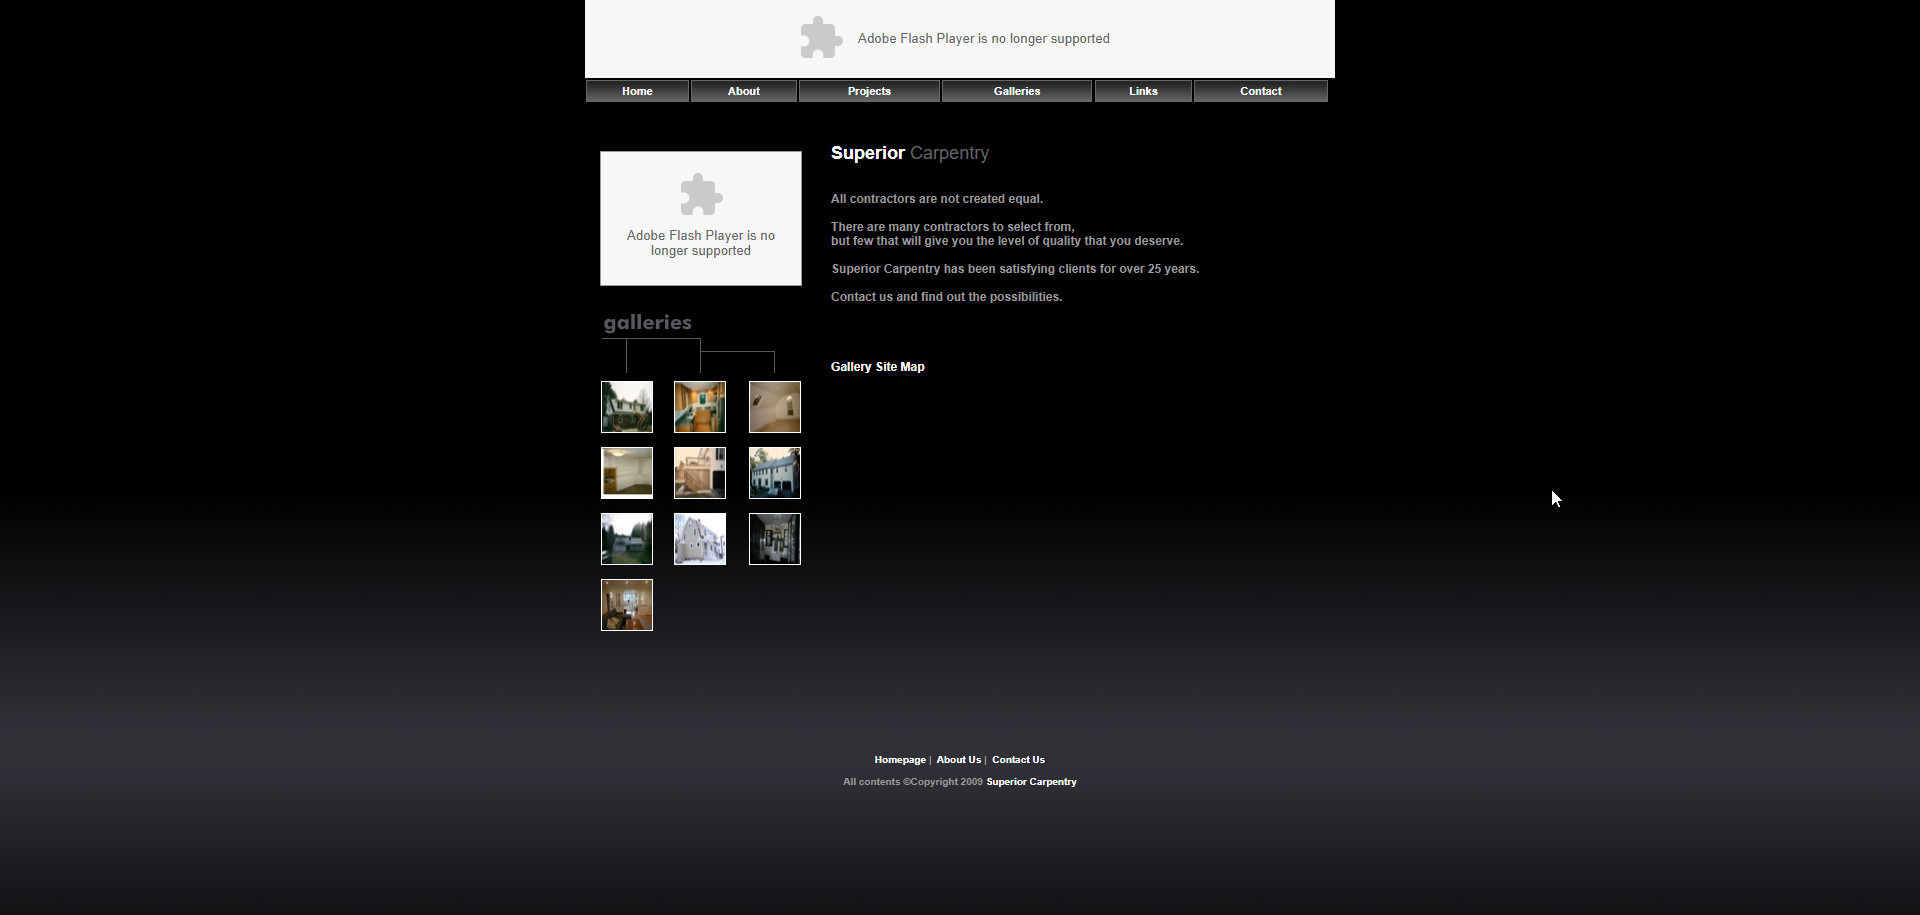 Adobe Flash Player is no longer supported
Home
About
Projects
Galleries
Links
Contact
Adobe Flash Player is no
longer supported
galleries
Superior Carpentry
All contractors are not created equal.
There are many contractors to select from,
but few that will give you the level of quality that you deserve.
Superior Carpentry has been satisfying clients for over 25 years.
Contact us and find out the possibilities.
Gallery Site Map
Homepage | About Us | Contact Us
All contents ©Copyright 2009 Superior Carpentry